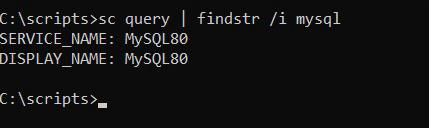 C:\scripts>sc query | findstr /i mysql
SERVICE_NAME: MySQL80
DISPLAY_NAME: MySQL80
C:\scripts>